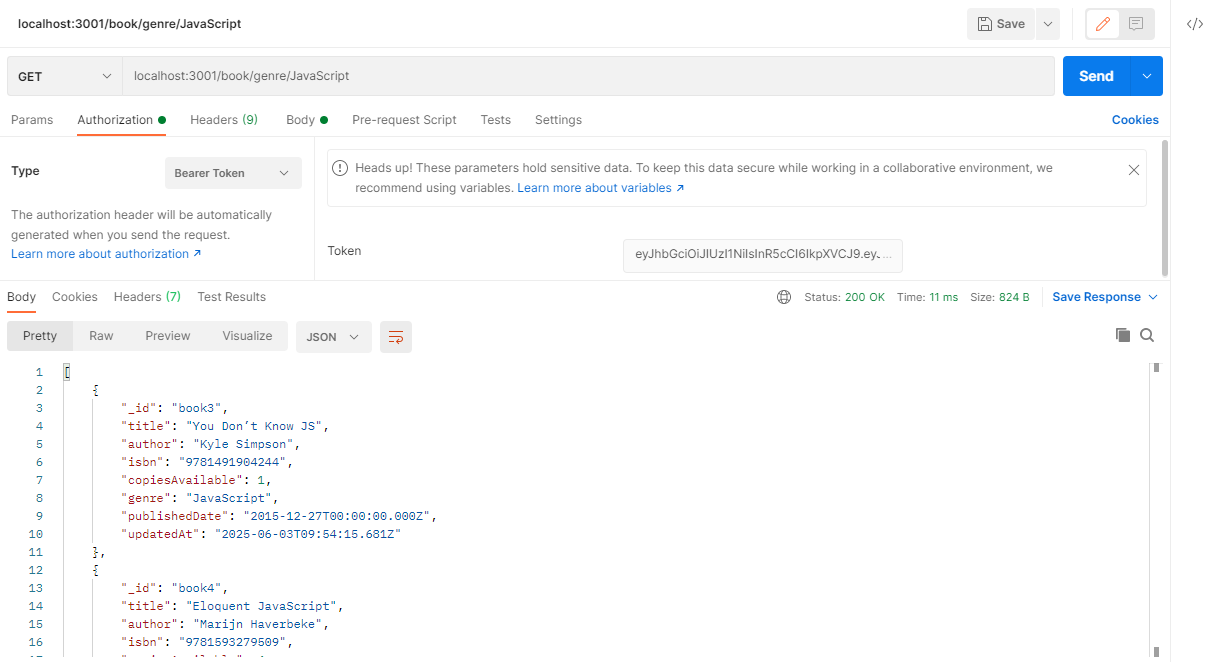 localhost:3001/book/genre/JavaScript
Save
</>
GET
localhost:3001/book/genre/JavaScript
Send
Params Authorization Headers (9) Body Pre-request Script Tests Settings Cookies
Type
Bearer Token
The authorization header will be automatically
generated when you send the request.
Learn more about authorization ↗
Heads up! These parameters hold sensitive data. To keep this data secure while working in a collaborative environment, we
recommend using variables. Learn more about variables ↗
Token
eyJhbGciOiJIUzI1NiIsInR5cCI6IkpXVCJ9.ey...
Body Cookies Headers (7) Test Results
Status: 200 OK Time: 11 ms Size: 824 B Save Response
Pretty Raw Preview Visualize JSON
1 [
2 {
3 "_id": "book3",
4 "title": "You Don’t Know JS",
5 "author": "Kyle Simpson",
6 "isbn": "9781491904244",
7 "copiesAvailable": 1,
8 "genre": "JavaScript",
9 "publishedDate": "2015-12-27T00:00:00.000Z",
10 "updatedAt": "2025-06-03T09:54:15.681Z"
11 },
12 {
13 "_id": "book4",
14 "title": "Eloquent JavaScript",
15 "author": "Marijn Haverbeke",
16 "isbn": "9781593279509",